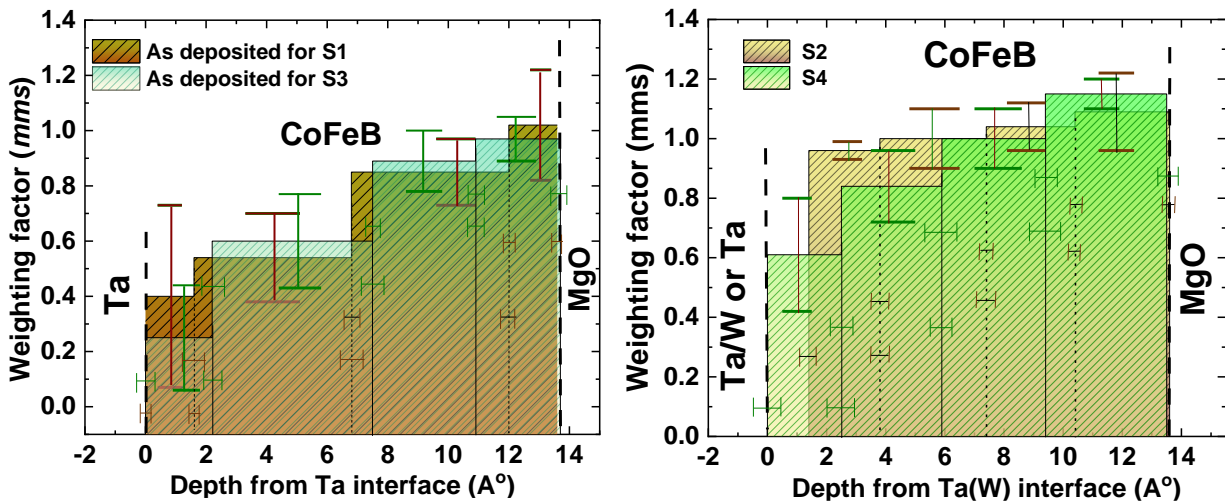 As deposited for S1
As deposited for S3
CoFeB
Ta
MgO
Weighting factor (mms)
1.4
1.2
1.0
0.8
0.6
0.4
0.2
0.0
-2 0 2 4 6 8 10 12 14
Depth from Ta interface (A°)
S2
S4
CoFeB
Ta/W or Ta
MgO
Weighting factor (mms)
1.4
1.2
1.0
0.8
0.6
0.4
0.2
0.0
-2 0 2 4 6 8 10 12 14
Depth from Ta(W) interface (A°)